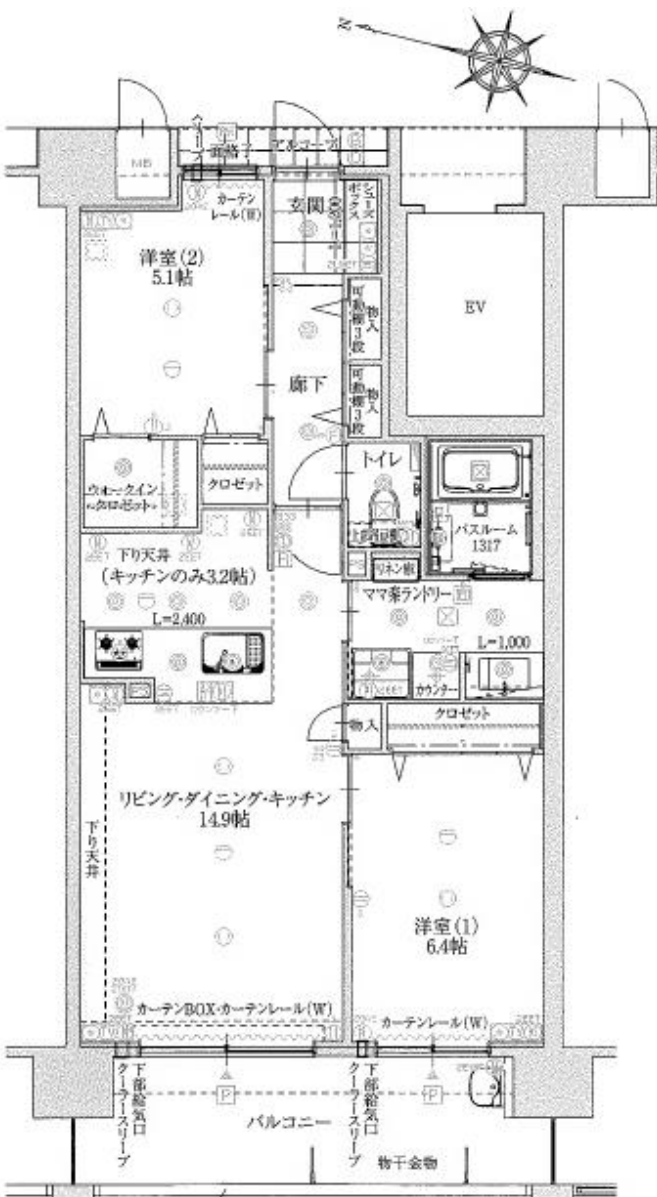 N
MB
面格子
アルコーブ
カーテン
レール(W)
玄関
シューズ
ボックス
洋室(2)
5.1帖
物入
可動棚3段
EV
廊下
物入
可動棚3段
トイレ
ウォークイン
クロゼット
クロゼット
バスルーム
1317
下り天井
(キッチンのみ3.2帖)
L=2,400
PS
リネン庫
ママ楽ランドリー
L=1,000
カウンター
PS
物入
クロゼット
リビング・ダイニング・キッチン
14.9帖
下り天井
洋室(1)
6.4帖
カーテンBOX・カーテンレール(W)
カーテンレール(W)
下部給気口
クーラースリーブ
P
下部給気口
クーラースリーブ
P
バルコニー
物干金物